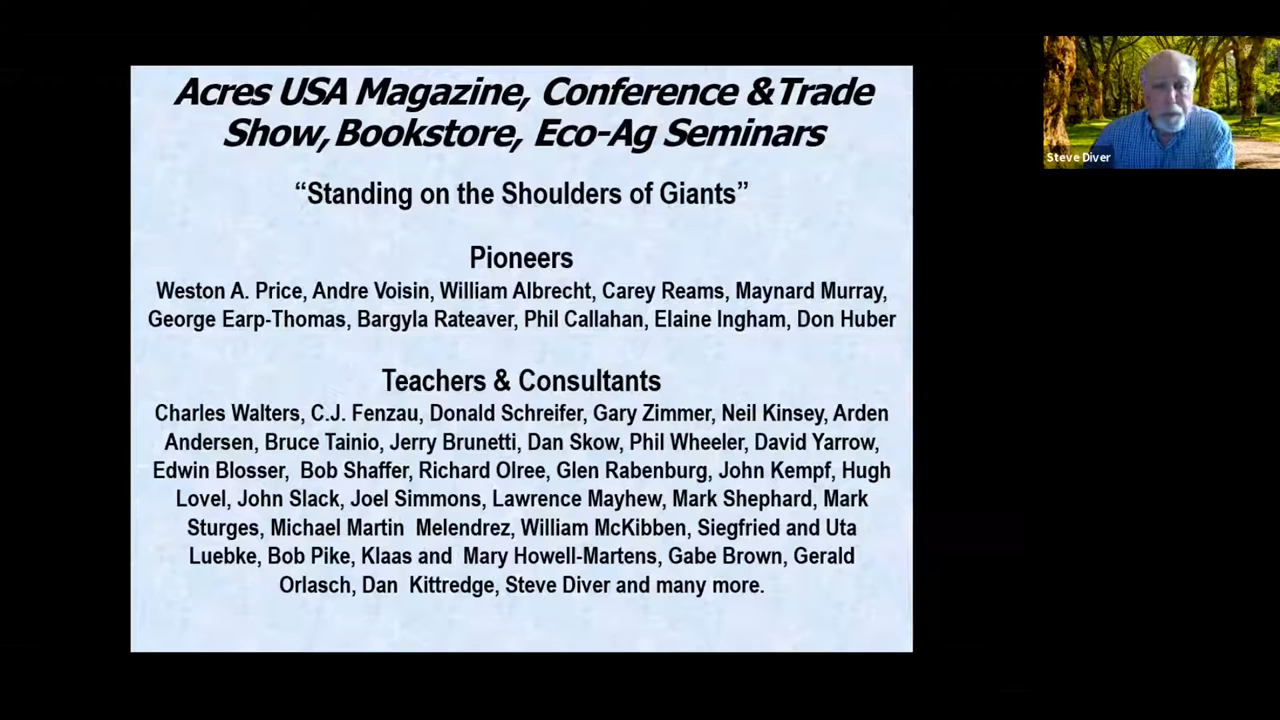 Acres USA Magazine, Conference & Trade
Show, Bookstore, Eco-Ag Seminars
“Standing on the Shoulders of Giants”
Pioneers
Weston A. Price, Andre Voisin, William Albrecht, Carey Reams, Maynard Murray,
George Earp-Thomas, Bargyla Rateaver, Phil Callahan, Elaine Ingham, Don Huber
Teachers & Consultants
Charles Walters, C.J. Fenzau, Donald Schreifer, Gary Zimmer, Neil Kinsey, Arden
Andersen, Bruce Tainio, Jerry Brunetti, Dan Skow, Phil Wheeler, David Yarrow,
Edwin Blosser, Bob Shaffer, Richard Olree, Glen Rabenburg, John Kempf, Hugh
Lovel, John Slack, Joel Simmons, Lawrence Mayhew, Mark Shephard, Mark
Sturges, Michael Martin Melendrez, William McKibben, Siegfried and Uta
Luebke, Bob Pike, Klaas and Mary Howell-Martens, Gabe Brown, Gerald
Orlasch, Dan Kittredge, Steve Diver and many more.
Steve Diver